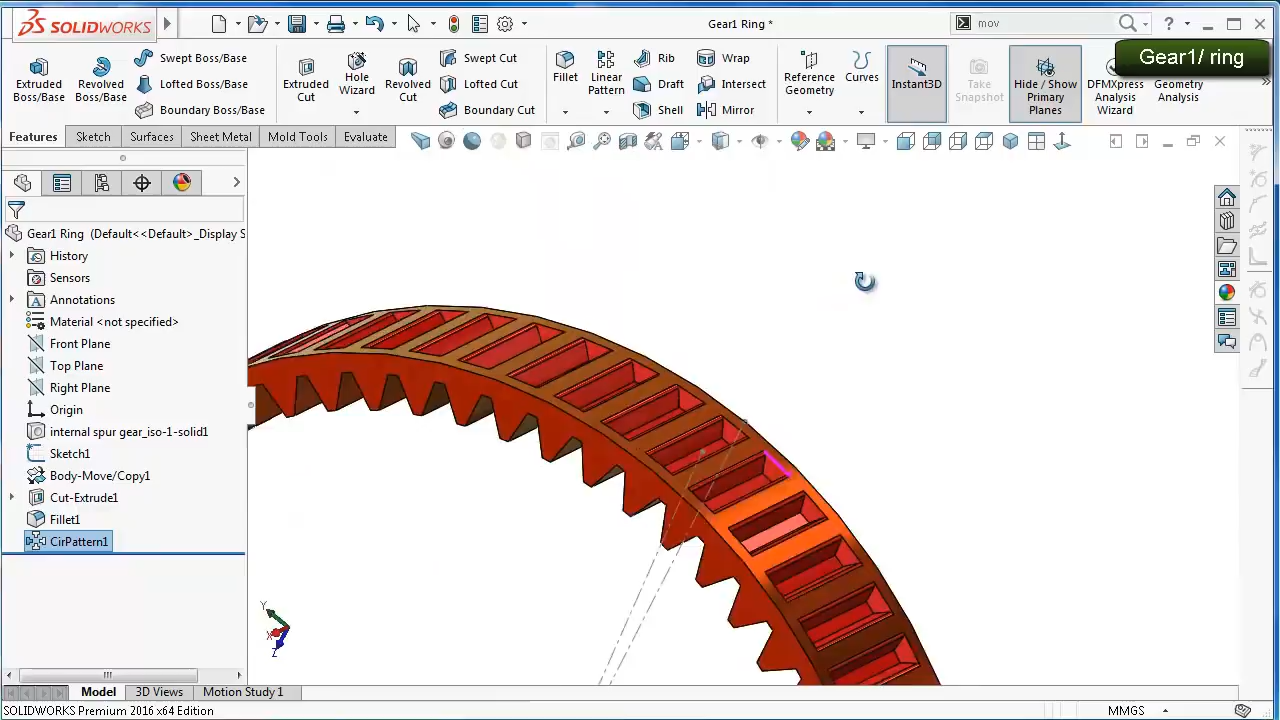 SOLIDWORKS
Gear1 Ring *
mov
?
Gear1/ ring
Extruded Boss/Base
Revolved Boss/Base
Swept Boss/Base
Lofted Boss/Base
Boundary Boss/Base
Extruded Cut
Hole Wizard
Revolved Cut
Swept Cut
Lofted Cut
Boundary Cut
Fillet
Linear Pattern
Rib
Draft
Shell
Wrap
Intersect
Mirror
Reference Geometry
Curves
Instant3D
Take Snapshot
Hide / Show Primary Planes
DFMXpress Analysis Wizard
Geometry Analysis
Features
Sketch
Surfaces
Sheet Metal
Mold Tools
Evaluate
Gear1 Ring (Default<<Default>_Display S
History
Sensors
Annotations
Material <not specified>
Front Plane
Top Plane
Right Plane
Origin
internal spur gear_iso-1-solid1
Sketch1
Body-Move/Copy1
Cut-Extrude1
Fillet1
CirPattern1
Y
X
Z
Model
3D Views
Motion Study 1
SOLIDWORKS Premium 2016 x64 Edition
MMGS